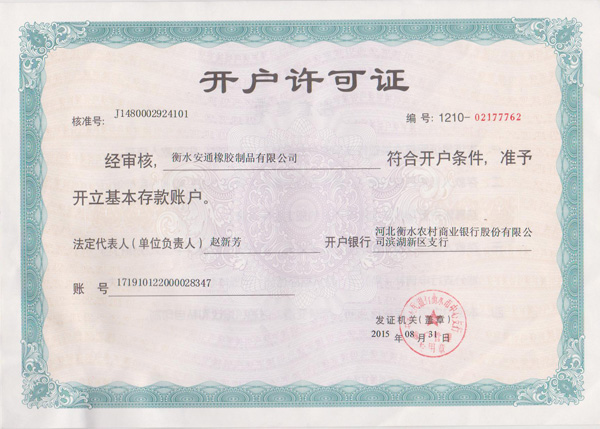 开户许可证
核准号: J1480002924101 编 号: 1210-02177762
经审核, 衡水安通橡胶制品有限公司 符合开户条件, 准予
开立基本存款账户。
法定代表人(单位负责人) 赵新芳 开户银行 河北衡水农村商业银行股份有限公
司滨湖新区支行
账 号 171910122000028347
发证机关(盖章)
2015 年 08 月 31 日